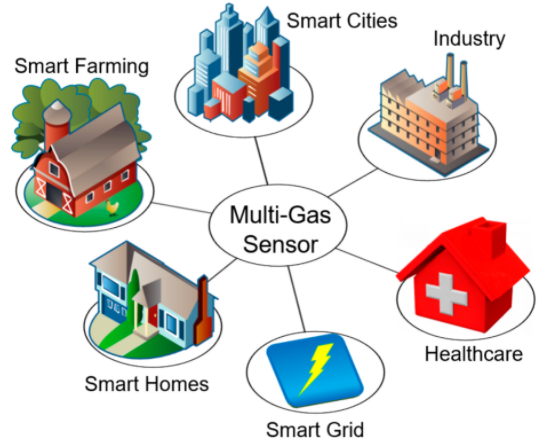 Smart Cities
Industry
Smart Farming
Multi-Gas
Sensor
Healthcare
Smart Homes
Smart Grid